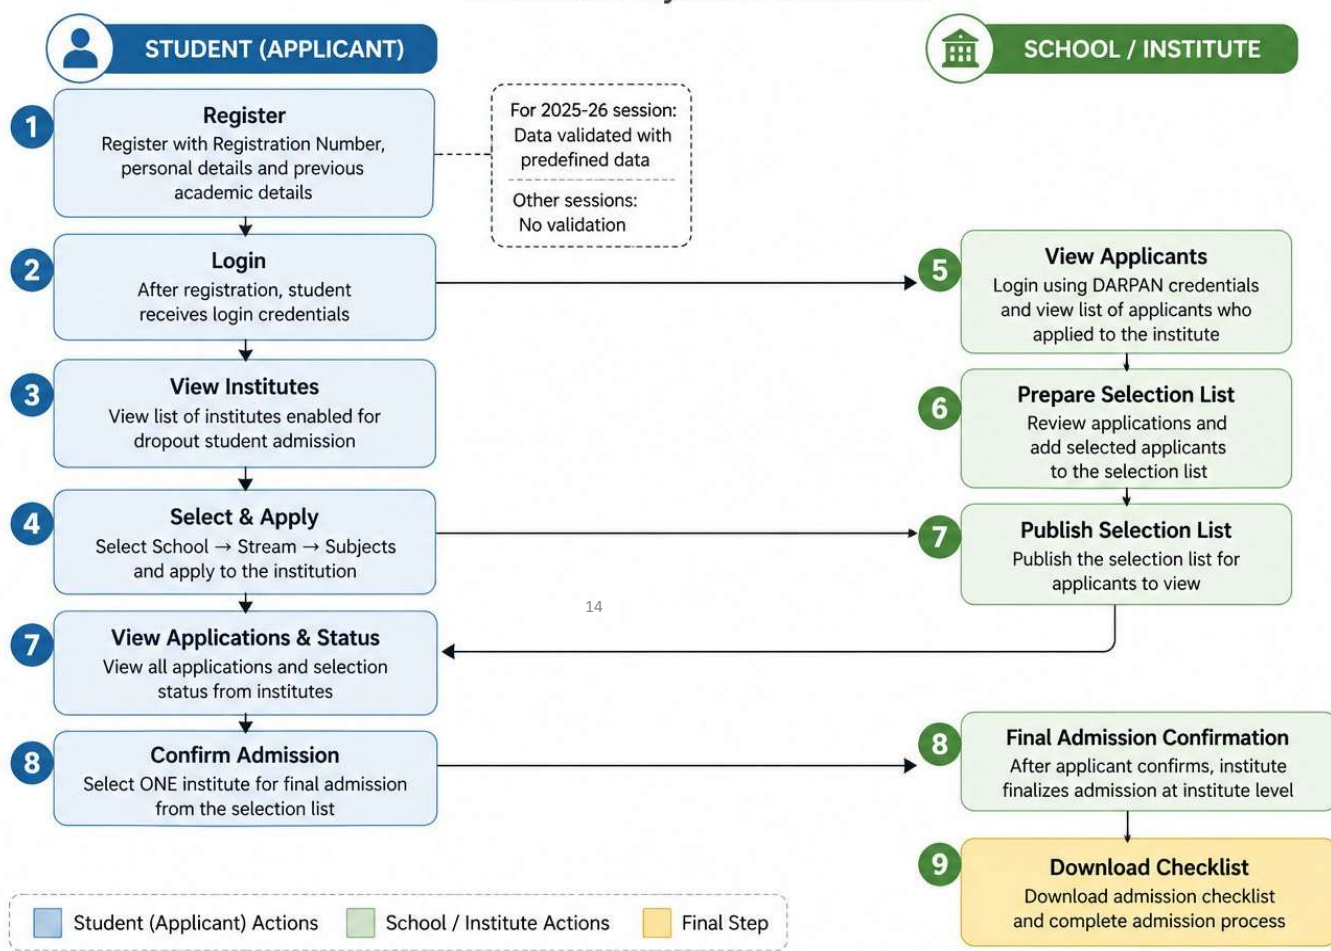 STUDENT (APPLICANT)
1
Register
Register with Registration Number,
personal details and previous
academic details
For 2025-26 session:
Data validated with
predefined data
Other sessions:
No validation
2
Login
After registration, student
receives login credentials
3
View Institutes
View list of institutes enabled for
dropout student admission
4
Select & Apply
Select School → Stream → Subjects
and apply to the institution
7
View Applications & Status
View all applications and selection
status from institutes
8
Confirm Admission
Select ONE institute for final admission
from the selection list
14
SCHOOL / INSTITUTE
5
View Applicants
Login using DARPAN credentials
and view list of applicants who
applied to the institute
6
Prepare Selection List
Review applications and
add selected applicants
to the selection list
7
Publish Selection List
Publish the selection list for
applicants to view
8
Final Admission Confirmation
After applicant confirms, institute
finalizes admission at institute level
9
Download Checklist
Download admission checklist
and complete admission process
Student (Applicant) Actions
School / Institute Actions
Final Step